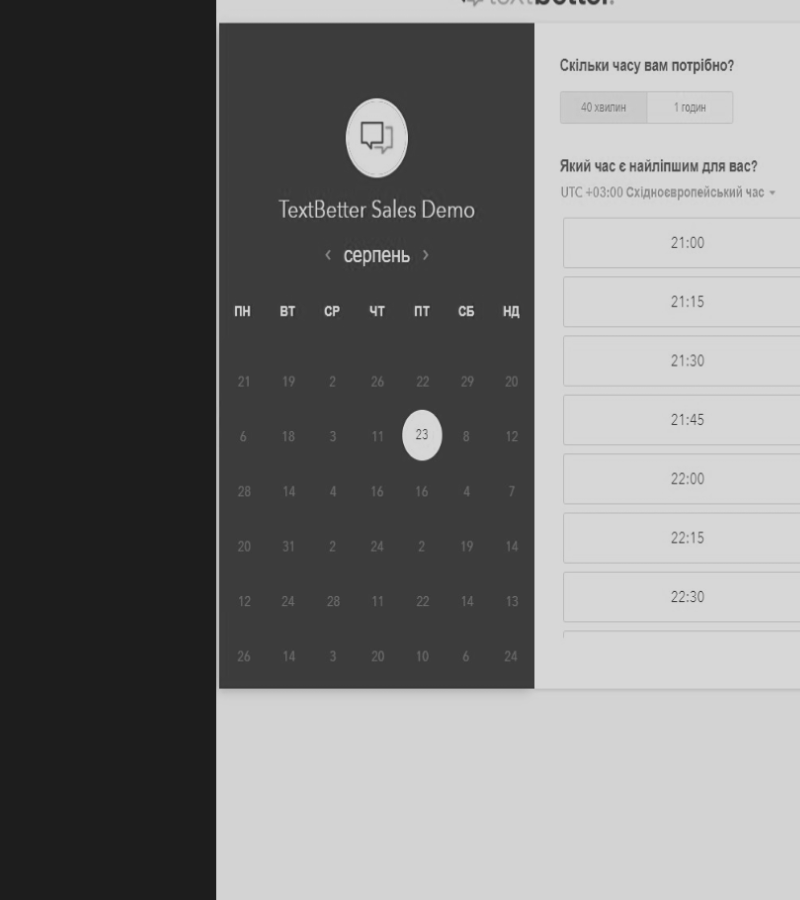 textbetter.
TextBetter Sales Demo
‹ серпень ›
ПН ВТ СР ЧТ ПТ СБ НД
21 19 2 26 22 29 20
6 18 3 11 23 8 12
28 14 4 16 16 4 7
20 31 2 24 2 19 14
12 24 28 11 22 14 13
26 14 3 20 10 6 24
Скільки часу вам потрібно?
40 хвилин 1 годин
Який час є найліпшим для вас?
UTC +03:00 Східноєвропейський час
21:00
21:15
21:30
21:45
22:00
22:15
22:30